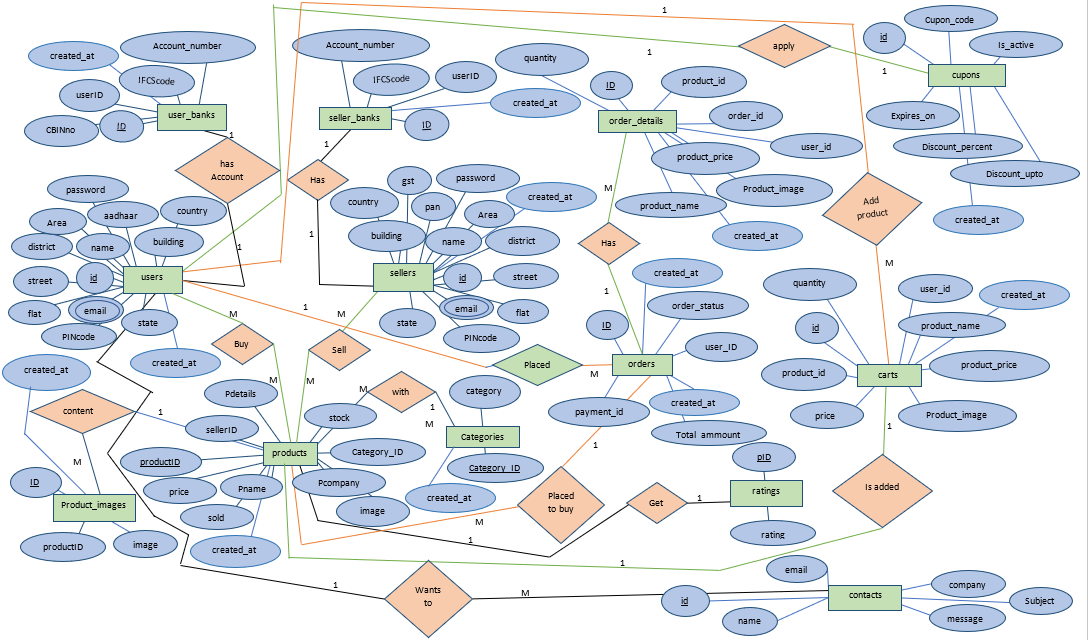 1
Cupon_code
id
Is_active
Account_number
Account_number
apply
created_at
1
quantity
1
cupons
IFCScode
IFCScode
userID
ID
product_id
userID
created_at
Expires_on
user_banks
seller_banks
order_details
order_id
CBINno
ID
ID
1
1
user_id
Discount_percent
product_price
has
Account
Has
gst
password
Discount_upto
password
M
Product_image
country
created_at
Add
product
pan
product_name
created_at
Area
aadhaar
country
Area
1
building
created_at
district
name
building
1
name
district
Has
M
users
id
sellers
id
street
created_at
street
quantity
user_id
created_at
1
order_status
flat
email
1
email
flat
M
M
state
state
ID
id
product_name
PINcode
PINcode
Buy
Sell
user_ID
created_at
Placed
orders
product_price
created_at
M
product_id
carts
M
M
with
category
Pdetails
M
1
created_at
content
1
stock
payment_id
price
Product_image
sellerID
M
Categories
Total_ammount
1
products
1
Category_ID
pID
M
productID
Category_ID
ID
Pcompany
ratings
price
Pname
created_at
Is added
Product_images
Placed
to buy
Get
1
sold
image
M
rating
productID
image
created_at
1
1
email
1
M
Wants
to
company
contacts
id
Subject
name
message